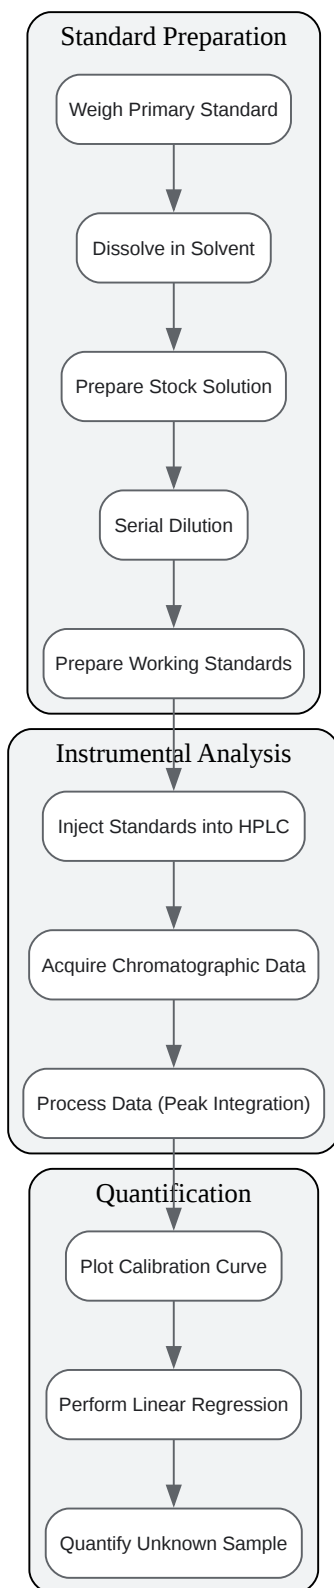 Standard Preparation
Weigh Primary Standard
Dissolve in Solvent
Prepare Stock Solution
Serial Dilution
Prepare Working Standards
Instrumental Analysis
Inject Standards into HPLC
Acquire Chromatographic Data
Process Data (Peak Integration)
Quantification
Plot Calibration Curve
Perform Linear Regression
Quantify Unknown Sample